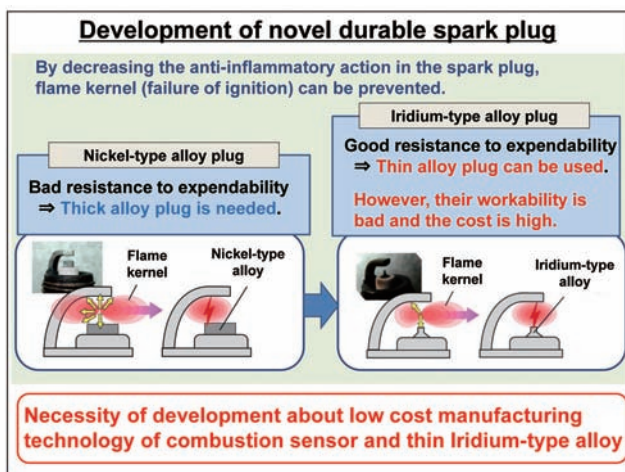 Development of novel durable spark plug
By decreasing the anti-inflammatory action in the spark plug,
flame kernel (failure of ignition) can be prevented.
Nickel-type alloy plug
Bad resistance to expendability
⇒ Thick alloy plug is needed.
Flame
kernel
Nickel-type
alloy
Iridium-type alloy plug
Good resistance to expendability
⇒ Thin alloy plug can be used.
However, their workability is
bad and the cost is high.
Flame
kernel
Iridium-type
alloy
Necessity of development about low cost manufacturing
technology of combustion sensor and thin Iridium-type alloy